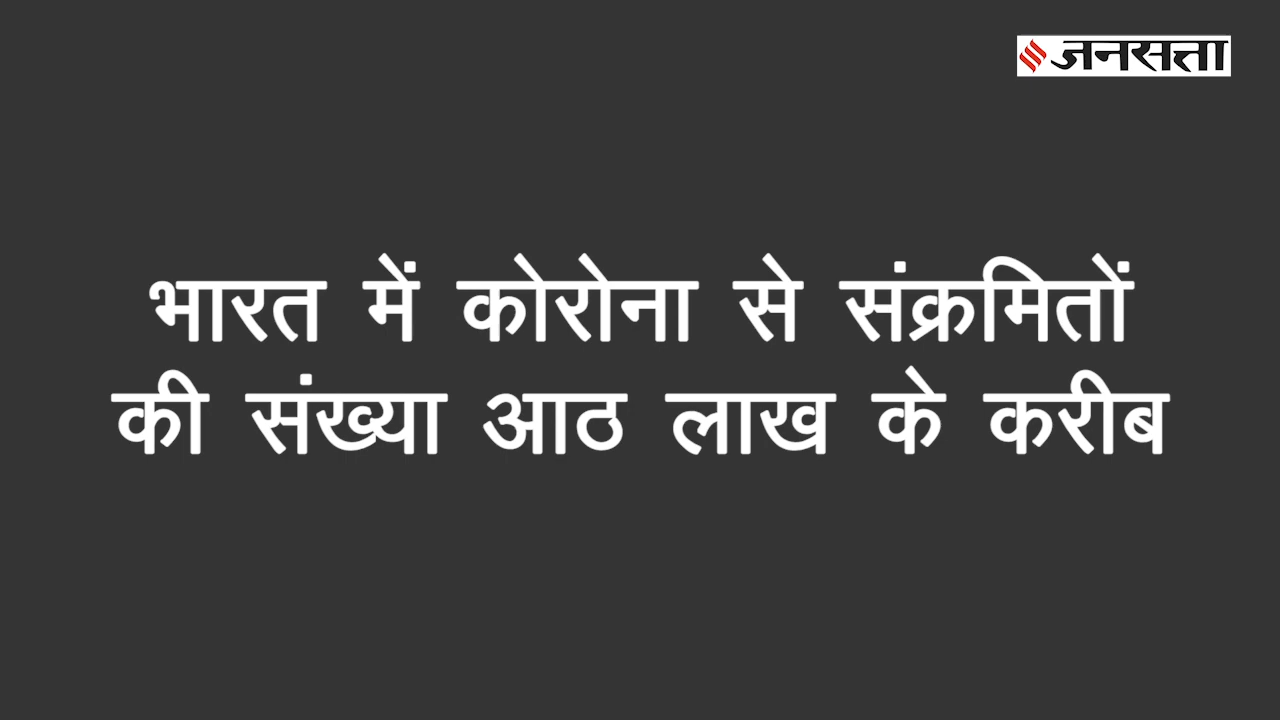 जनसत्ता
भारत में कोरोना से संक्रमितों
की संख्या आठ लाख के करीब